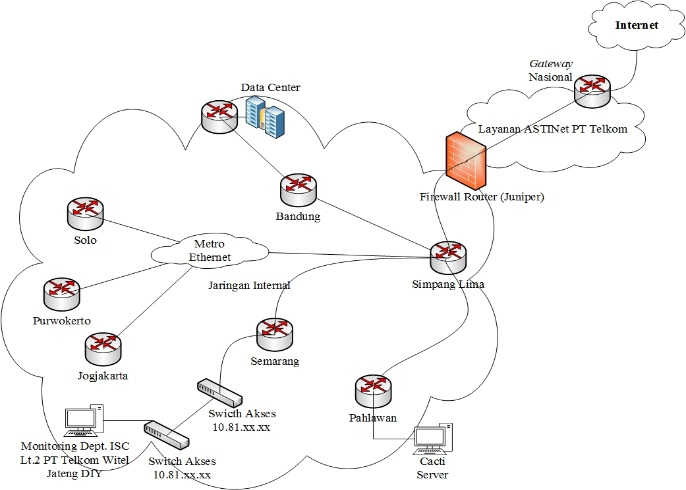 Internet
Gateway
Nasional
Data Center
Layanan ASTINet PT Telkom
Firewall Router (Juniper)
Bandung
Solo
Metro
Ethernet
Simpang Lima
Jaringan Internal
Purwokerto
Semarang
Jogjakarta
Pahlawan
Swicth Akses
10.81.xx.xx
Monitoring Dept. ISC
Lt.2 PT Telkom Witel
Jateng DIY
Switch Akses
10.81.xx.xx
Cacti
Server